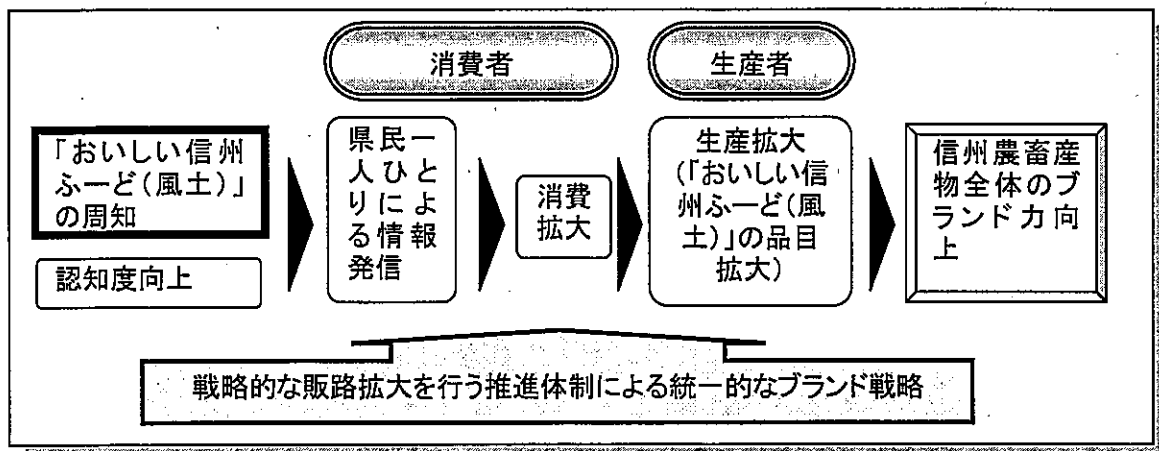 消費者
生産者
「おいしい信州
ふーど(風土)」
の周知
認知度向上
県民一
人ひと
りによ
る情報
発信
消費
拡大
生産拡大
(「おいしい信
州ふーど(風
土)」の品目
拡大)
信州農畜産
物全体のブ
ランド力向
上
戦略的な販路拡大を行う推進体制による統一的なブランド戦略